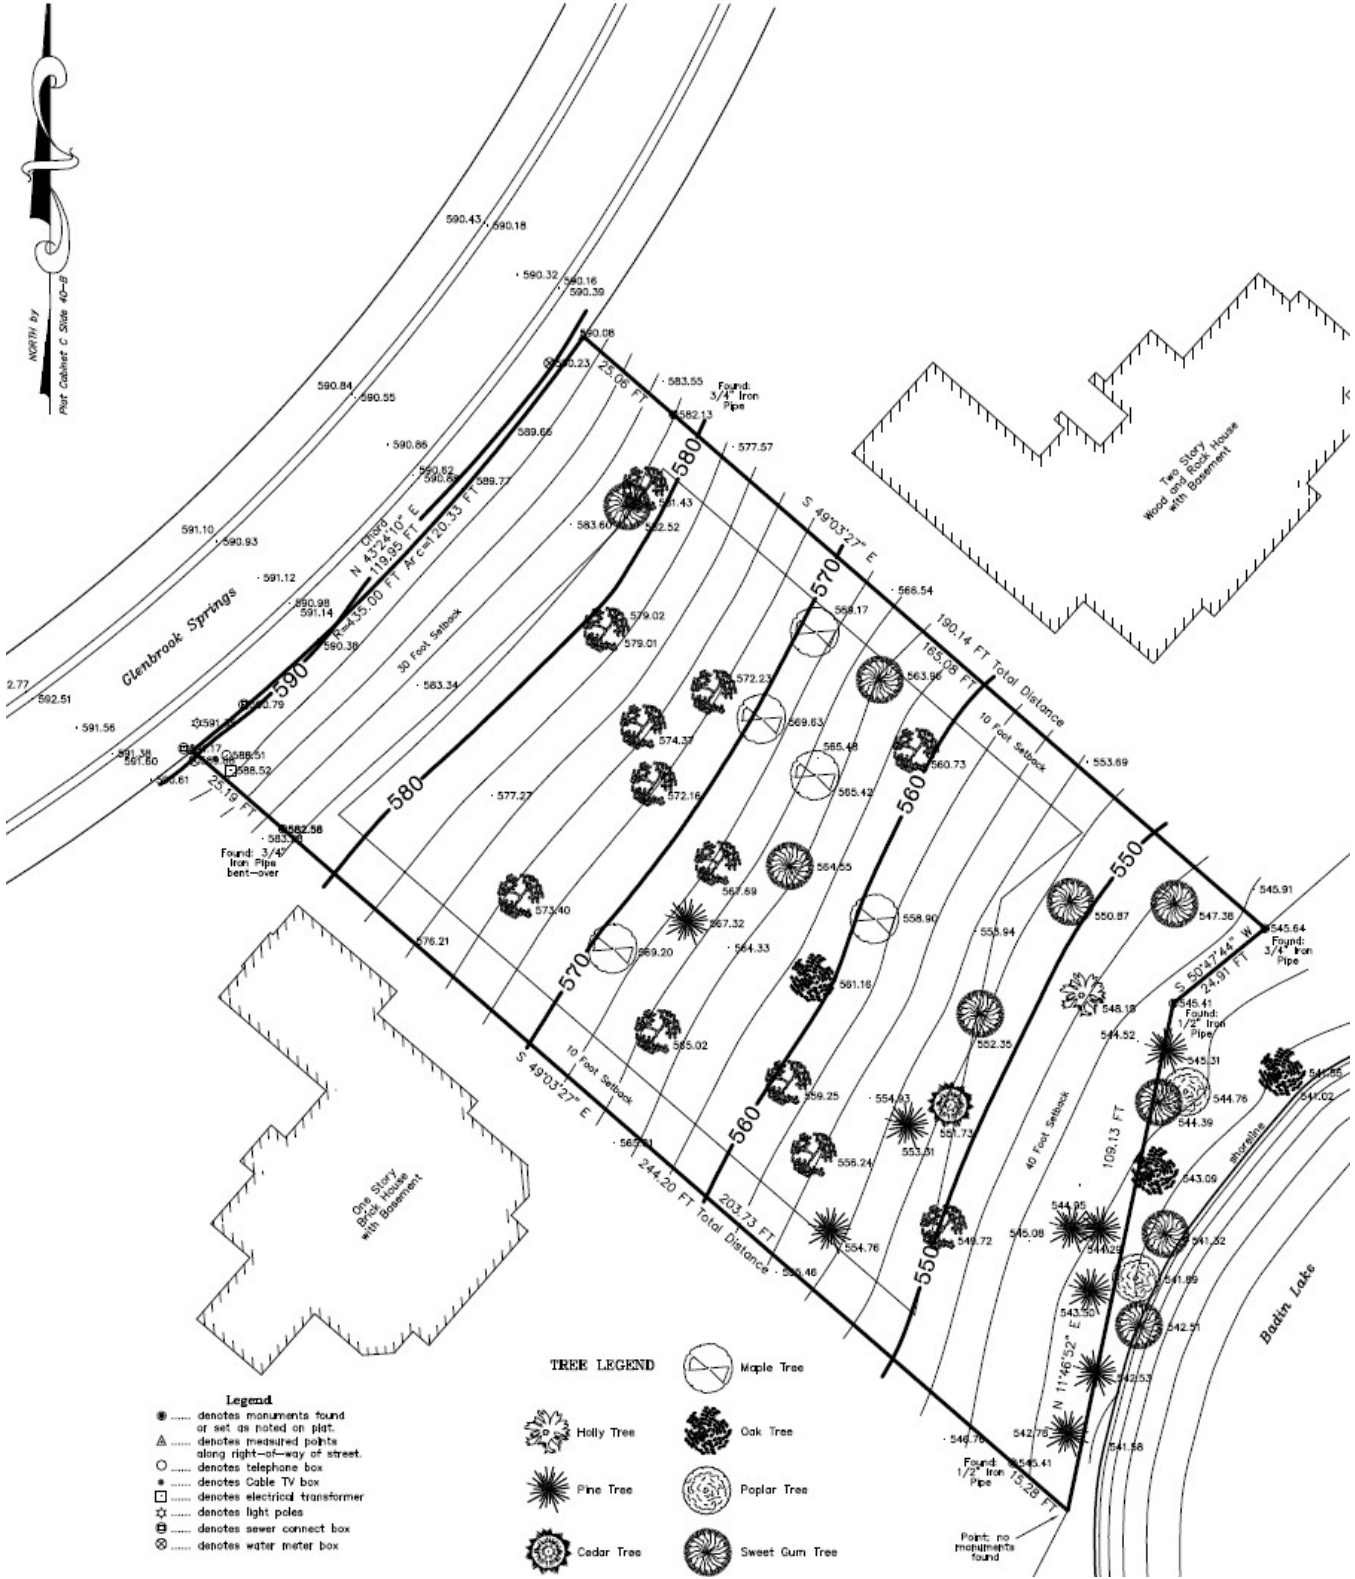 NORTH by
Plat Cabinet C Slide 40-B
590.43
590.18
590.32
590.16
590.39
590.08
590.84
590.55
25.06 FT
583.55
Found:
3/4" Iron
Pipe
582.13
577.57
590.86
589.65
590.62
589.77
580
Two Story
Wood and Rock House
with Basement
583.60
582.52
591.10
590.93
Chord
N 43°24'10" E
119.95 FT
R=435.00 FT Arc=120.33 FT
S 49°03'27" E
570
591.12
590.98
591.14
590.38
566.54
569.17
579.02
579.01
Glenbrook Springs
30 Foot Setback
190.14 FT Total Distance
165.08 FT
563.96
572.23
583.34
2.77
592.51
590
569.63
591.56
574.37
565.48
10 Foot Setback
591.38
591.60
588.51
588.52
560.73
553.69
572.16
565.42
25.19 FT
580
577.27
560
582.58
Found: 3/4"
Iron Pipe
bent-over
550
567.69
564.55
545.91
573.40
567.32
558.90
550.87
547.38
576.21
564.33
553.94
545.64
Found:
3/4" Iron
Pipe
569.20
570
S 50°47'44" W
24.91 FT
561.16
548.19
545.41
Found:
1/2" Iron
Pipe
544.52
545.31
565.02
552.35
S 49°03'27" E
10 Foot Setback
541.02
559.25
554.93
544.76
544.39
560
551.73
553.31
shoreline
40 Foot Setback
109.13 FT
556.24
543.09
One Story
Brick House
with Basement
244.20 FT Total Distance
203.73 FT
544.95
545.08
544.29
541.32
554.76
549.72
550
541.89
543.50
542.51
Badin Lake
N 11°46'52" E
542.53
542.78
541.58
546.76
545.41
Found:
1/2" Iron
Pipe
15.28 FT
Point; no
monuments
found
Legend
denotes monuments found
or set as noted on plat.
denotes measured points
along right-of-way of street.
denotes telephone box
denotes Cable TV box
denotes electrical transformer
denotes light poles
denotes sewer connect box
denotes water meter box
TREE LEGEND
Maple Tree
Holly Tree
Oak Tree
Pine Tree
Poplar Tree
Cedar Tree
Sweet Gum Tree